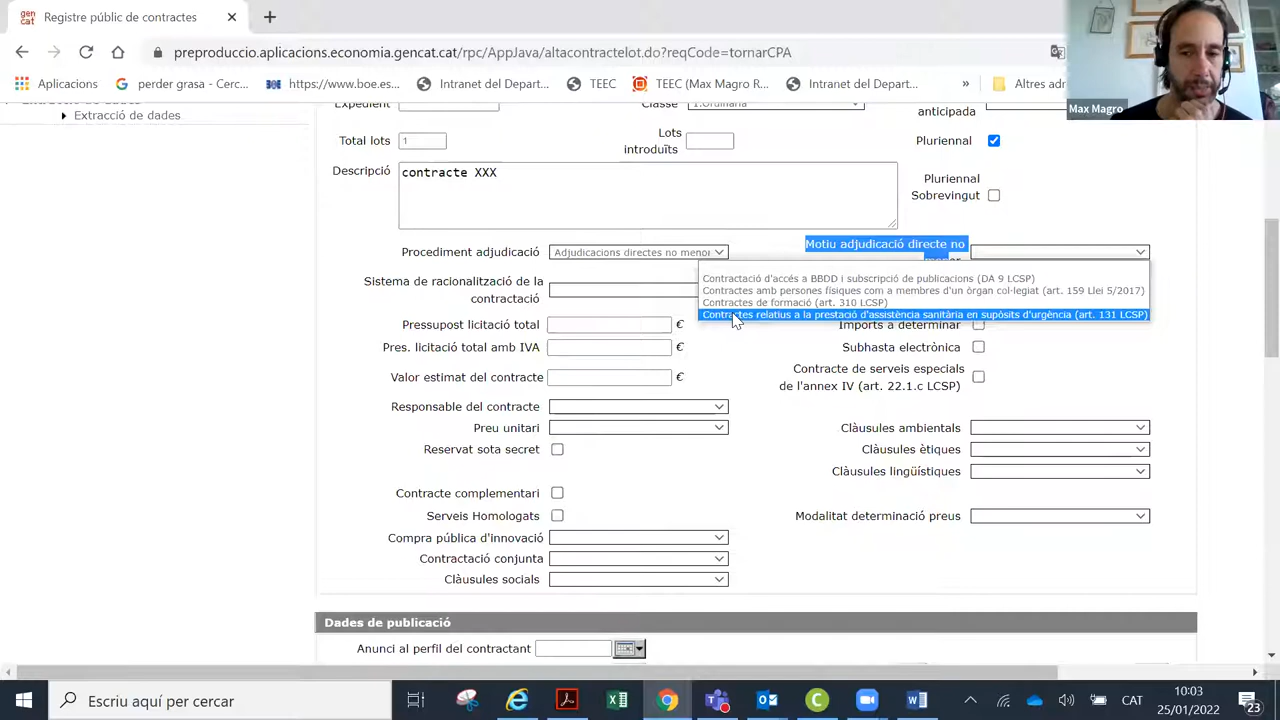 gen
cat
Registre públic de contractes
preproduccio.aplicacions.economia.gencat.cat/rpc/AppJava/altacontractelot.do?reqCode=tornarCPA
Aplicacions
perder grasa - Cerc...
https://www.boe.es...
Intranet del Depart...
TEEC
TEEC (Max Magro R...
Intranet del Depart...
»
Max Magro
Expedient
Classe
1.Ordinària
anticipada
Extracció de dades
Total lots
1
Lots
introduïts
Pluriennal
Descripció
contracte XXX
Pluriennal
Sobrevingut
Procediment adjudicació
Adjudicacions directes no menor
Motiu adjudicació directe no
Contractació d'accés a BBDD i subscripció de publicacions (DA 9 LCSP)
Contractes amb persones físiques com a membres d'un òrgan col·legiat (art. 159 Llei 5/2017)
Contractes de formació (art. 310 LCSP)
Contractes relatius a la prestació d'assistència sanitària en supòsits d'urgència (art. 131 LCSP)
Sistema de racionalització de la
contractació
Pressupost licitació total
€
Imports a determinar
Pres. licitació total amb IVA
€
Subhasta electrònica
Valor estimat del contracte
€
Contracte de serveis especials
de l'annex IV (art. 22.1.c LCSP)
Responsable del contracte
Preu unitari
Clàusules ambientals
Reservat sota secret
Clàusules ètiques
Clàusules lingüístiques
Contracte complementari
Serveis Homologats
Modalitat determinació preus
Compra pública d'innovació
Contractació conjunta
Clàusules socials
Dades de publicació
Anunci al perfil del contractant
Escriu aquí per cercar
CAT
10:03
25/01/2022
23